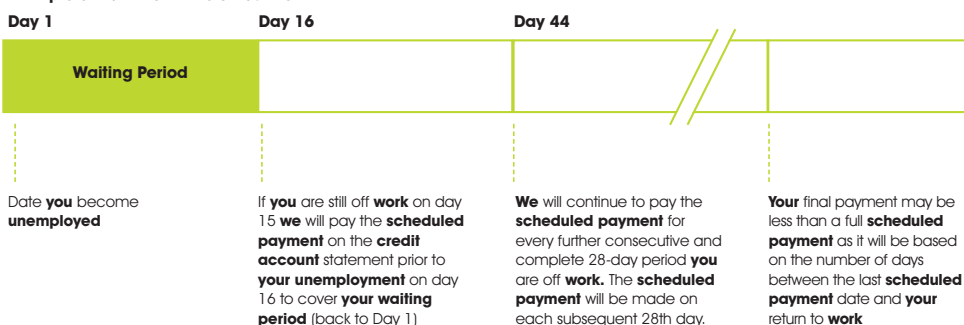 Day 1
Day 16
Day 44
Waiting Period
Date you become
unemployed
If you are still off work on day
15 we will pay the scheduled
payment on the credit
account statement prior to
your unemployment on day
16 to cover your waiting
period (back to Day 1)
We will continue to pay the
scheduled payment for
every further consecutive and
complete 28-day period you
are off work. The scheduled
payment will be made on
each subsequent 28th day.
Your final payment may be
less than a full scheduled
payment as it will be based
on the number of days
between the last scheduled
payment date and your
return to work